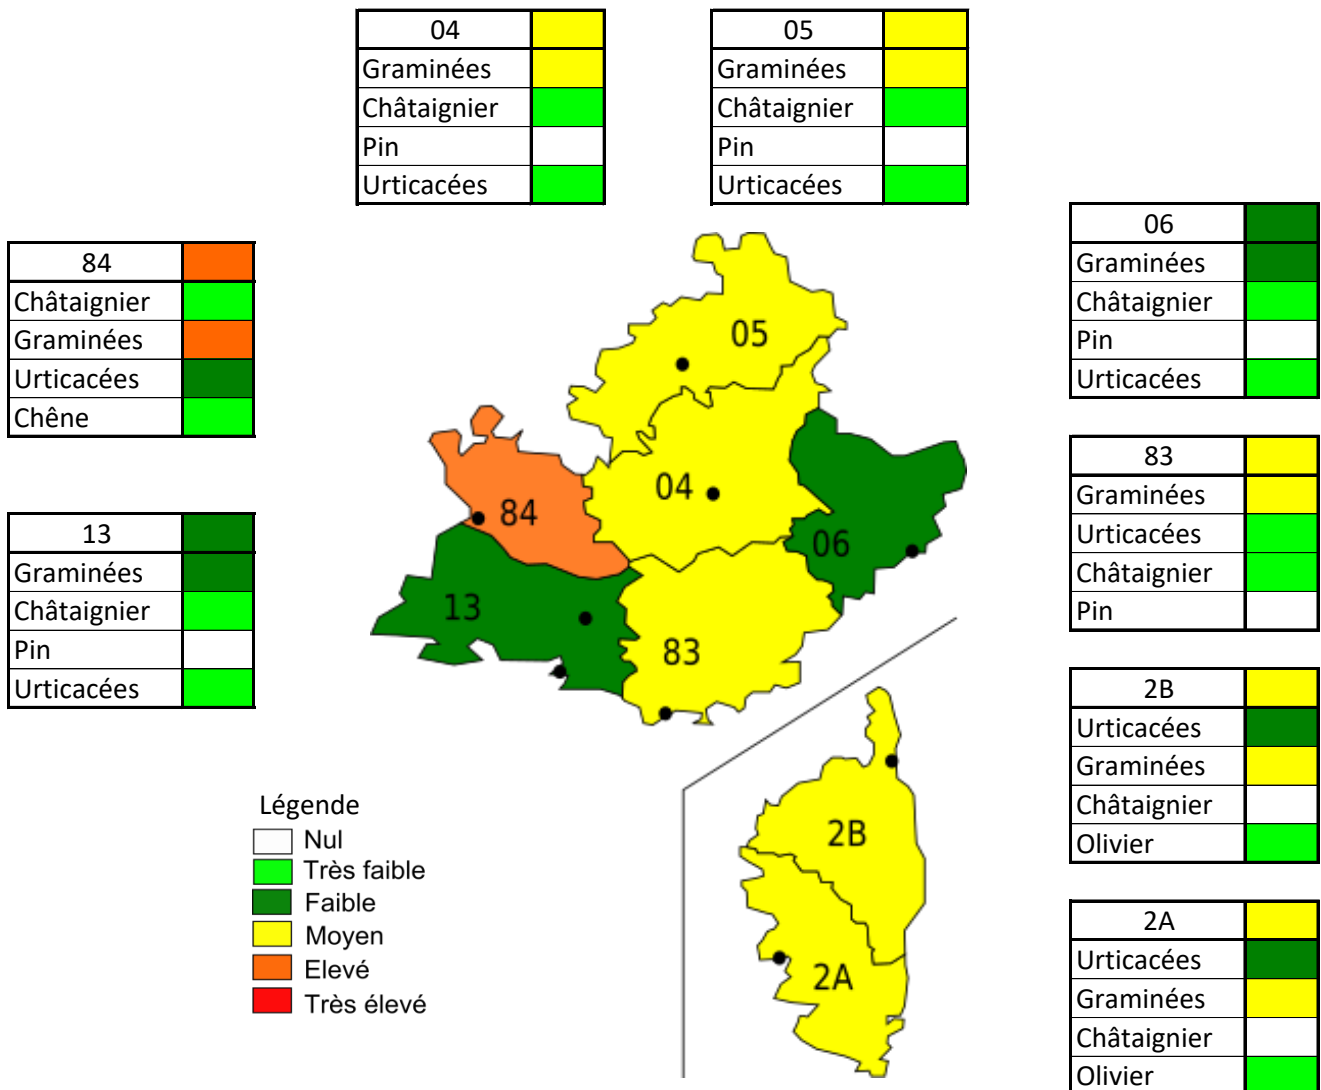 04
Graminées
Châtaignier
Pin
Urticacées
05
Graminées
Châtaignier
Pin
Urticacées
84
Châtaignier
Graminées
Urticacées
Chêne
13
Graminées
Châtaignier
Pin
Urticacées
05
04
84
06
13
83
2B
2A
06
Graminées
Châtaignier
Pin
Urticacées
83
Graminées
Urticacées
Châtaignier
Pin
2B
Urticacées
Graminées
Châtaignier
Olivier
2A
Urticacées
Graminées
Châtaignier
Olivier
Légende
Nul
Très faible
Faible
Moyen
Elevé
Très élevé